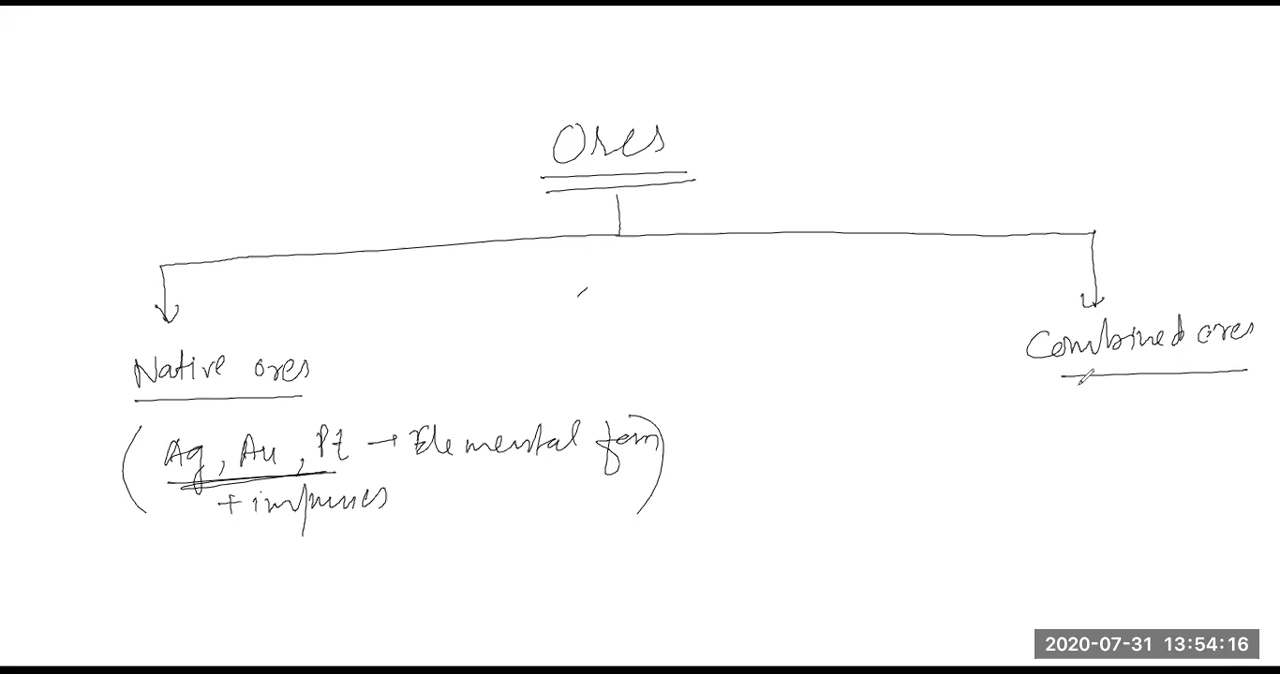 Ores
Native ores
Combined ores
(Ag, Au, Pt → Elemental form
+ impurities)
2020-07-31 13:54:16